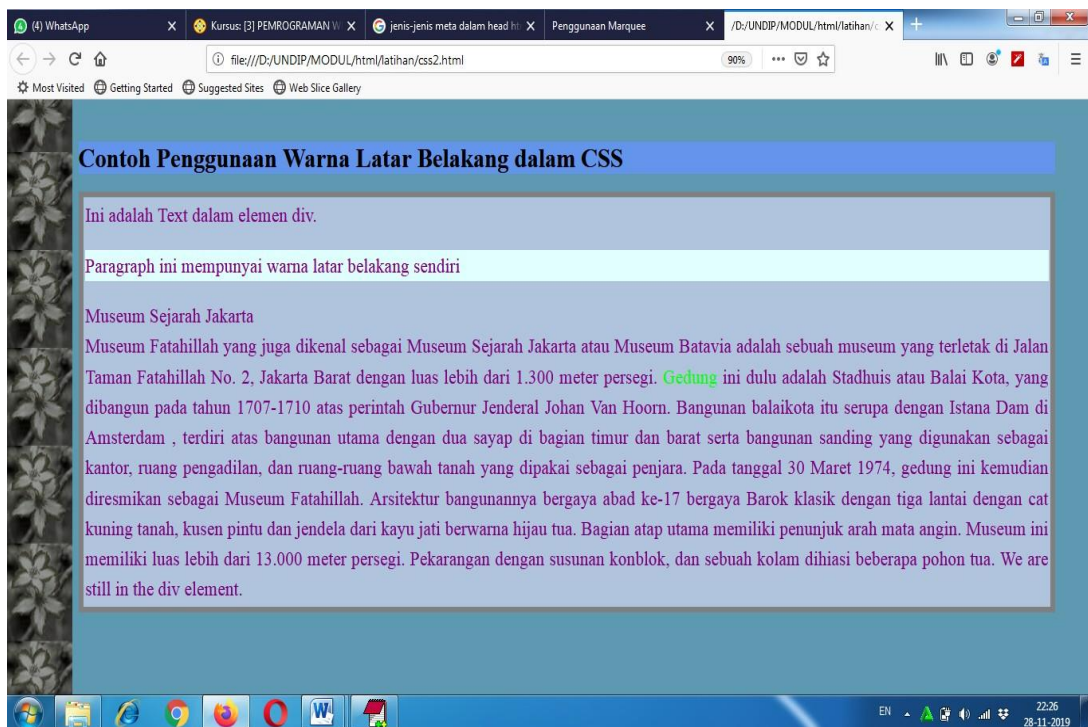 (4) WhatsApp
Kursus: [3] PEMROGRAMAN W
jenis-jenis meta dalam head ht
Penggunaan Marquee
/D:/UNDIP/MODUL/html/latihan/c
file:///D:/UNDIP/MODUL/html/latihan/css2.html
90%
Most Visited Getting Started Suggested Sites Web Slice Gallery
Contoh Penggunaan Warna Latar Belakang dalam CSS
Ini adalah Text dalam elemen div.
Paragraph ini mempunyai warna latar belakang sendiri
Museum Sejarah Jakarta
Museum Fatahillah yang juga dikenal sebagai Museum Sejarah Jakarta atau Museum Batavia adalah sebuah museum yang terletak di Jalan
Taman Fatahillah No. 2, Jakarta Barat dengan luas lebih dari 1.300 meter persegi. Gedung ini dulu adalah Stadhuis atau Balai Kota, yang
dibangun pada tahun 1707-1710 atas perintah Gubernur Jenderal Johan Van Hoorn. Bangunan balaikota itu serupa dengan Istana Dam di
Amsterdam , terdiri atas bangunan utama dengan dua sayap di bagian timur dan barat serta bangunan sanding yang digunakan sebagai
kantor, ruang pengadilan, dan ruang-ruang bawah tanah yang dipakai sebagai penjara. Pada tanggal 30 Maret 1974, gedung ini kemudian
diresmikan sebagai Museum Fatahillah. Arsitektur bangunannya bergaya abad ke-17 bergaya Barok klasik dengan tiga lantai dengan cat
kuning tanah, kusen pintu dan jendela dari kayu jati berwarna hijau tua. Bagian atap utama memiliki penunjuk arah mata angin. Museum ini
memiliki luas lebih dari 13.000 meter persegi. Pekarangan dengan susunan konblok, dan sebuah kolam dihiasi beberapa pohon tua. We are
still in the div element.
EN
22:26
28-11-2019